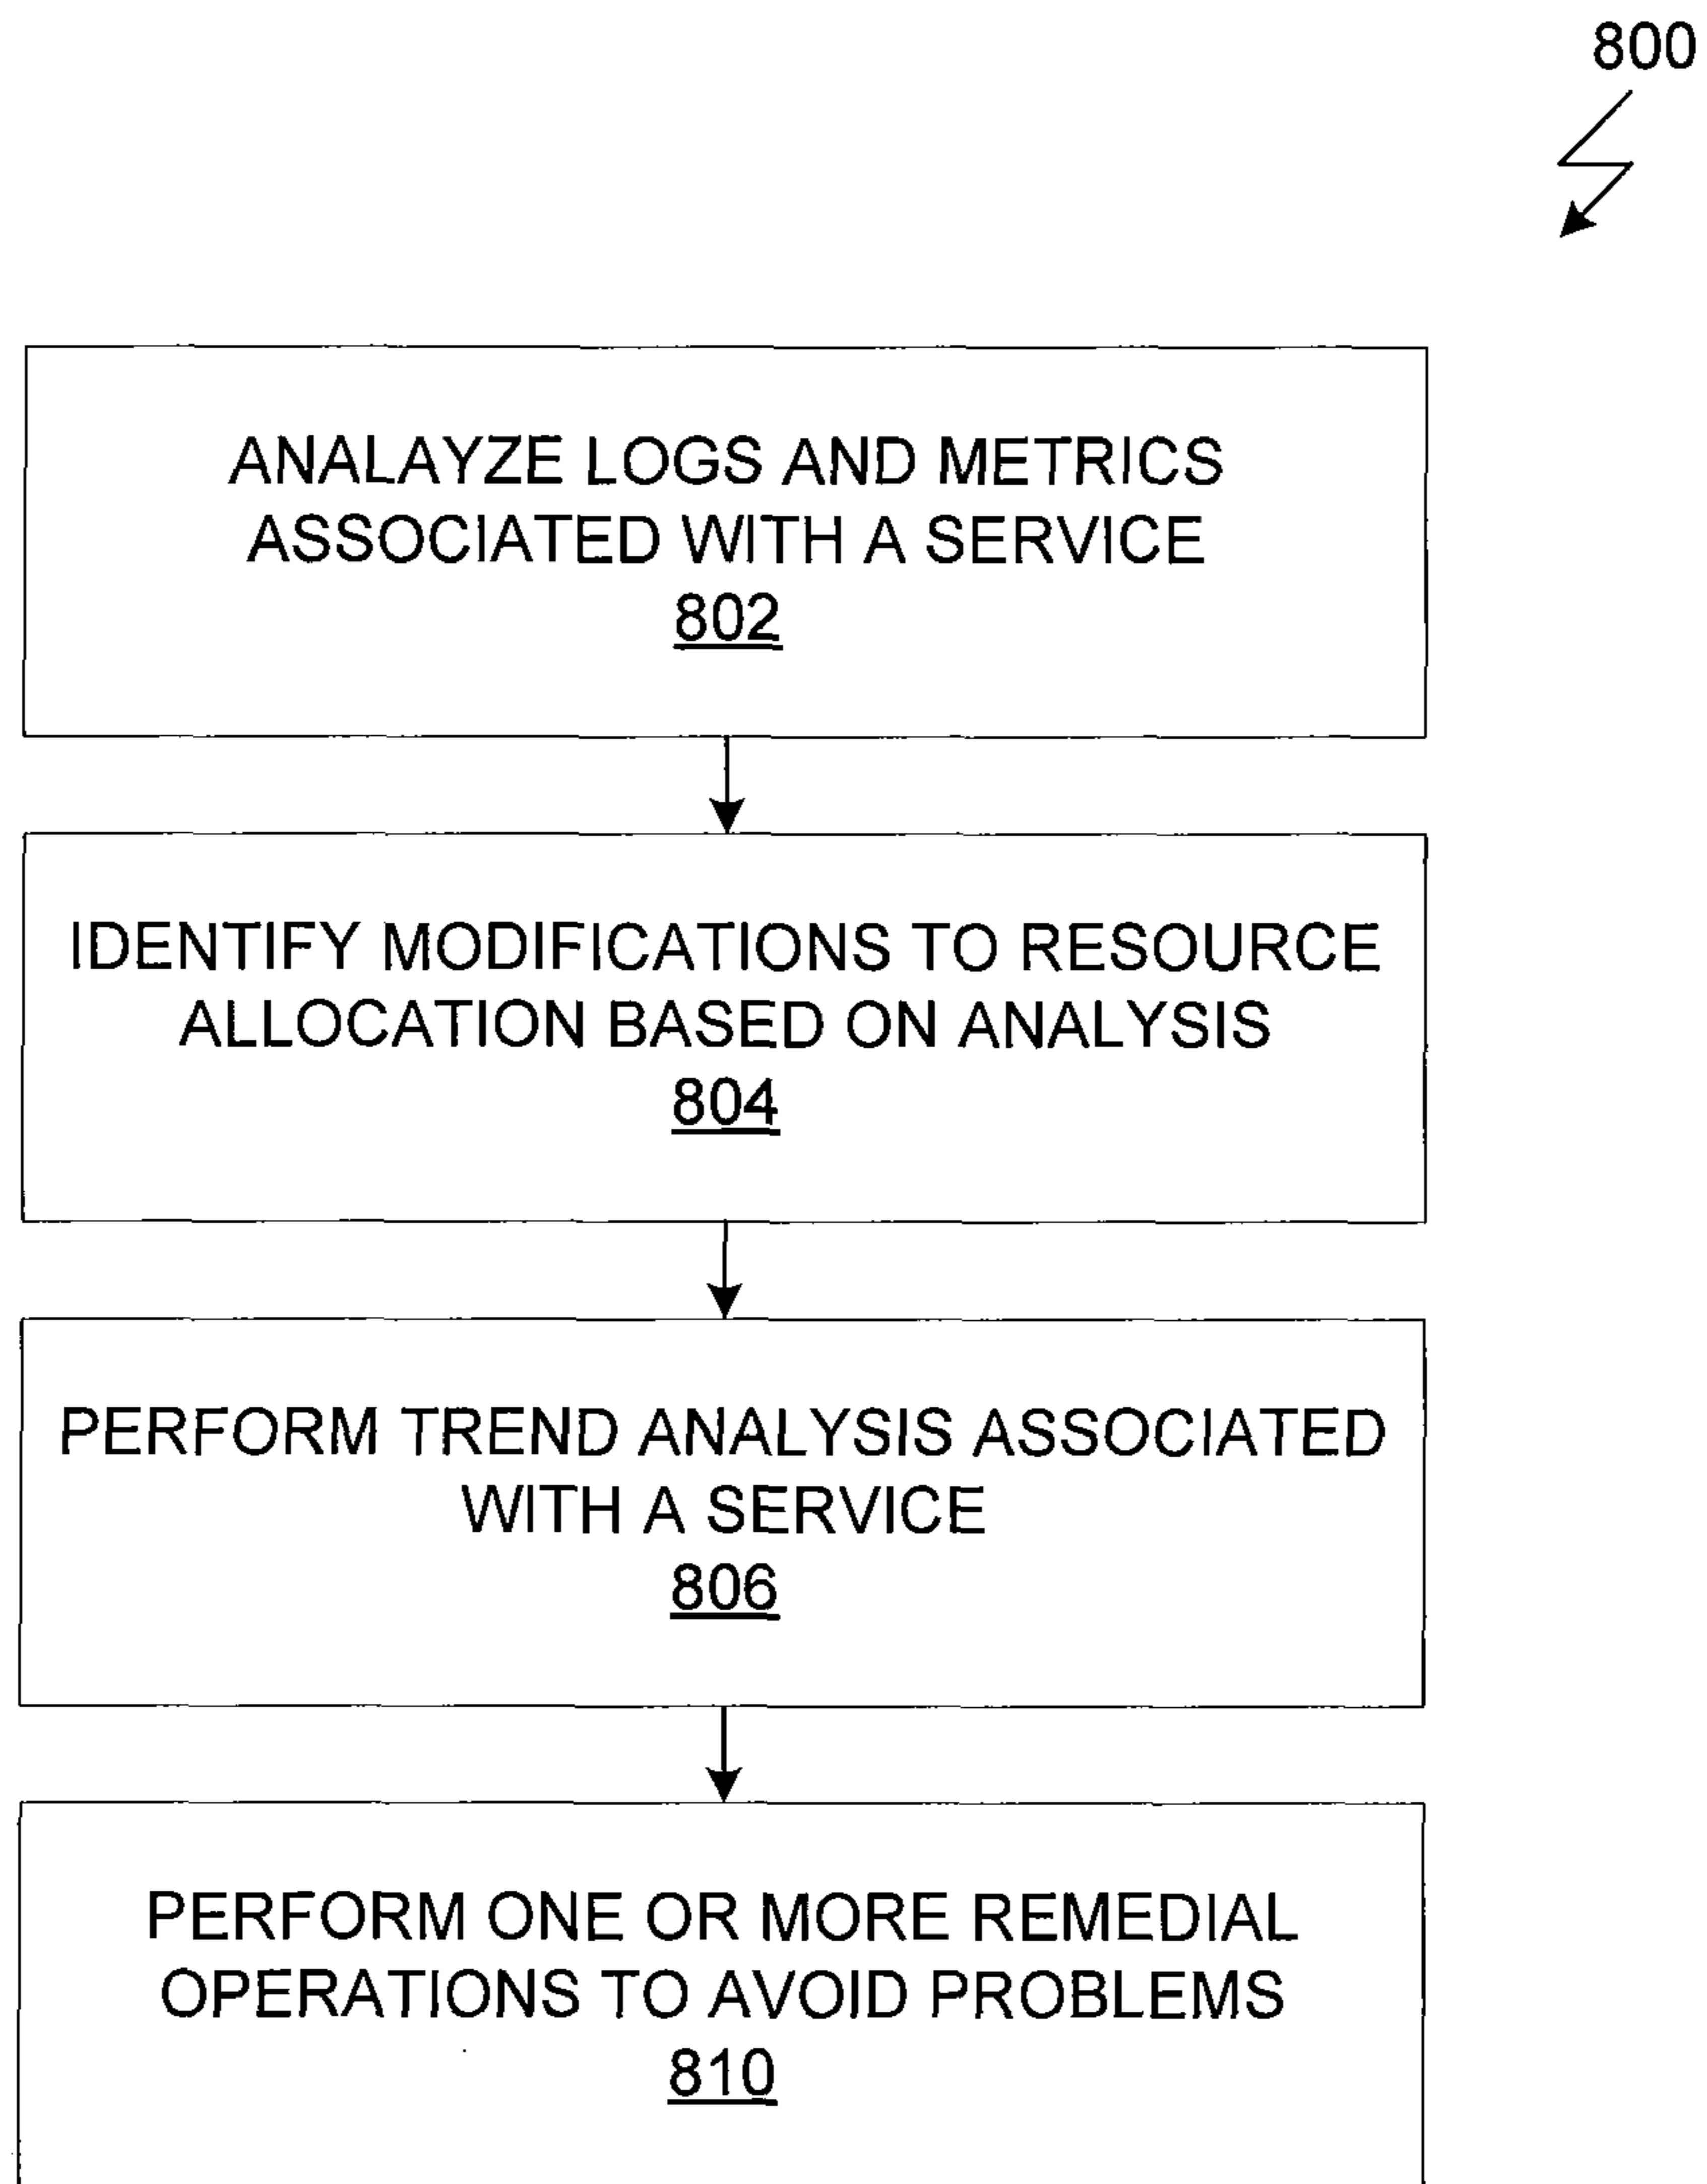 800
ANALAYZE LOGS AND METRICS
ASSOCIATED WITH A SERVICE
802
IDENTIFY MODIFICATIONS TO RESOURCE
ALLOCATION BASED ON ANALYSIS
804
PERFORM TREND ANALYSIS ASSOCIATED
WITH A SERVICE
806
PERFORM ONE OR MORE REMEDIAL
OPERATIONS TO AVOID PROBLEMS
810